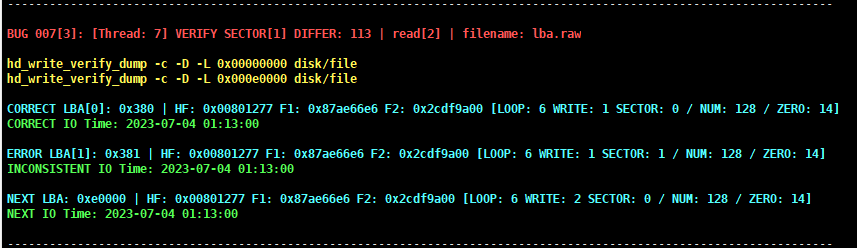 BUG 007[3]: [Thread: 7] VERIFY SECTOR[1] DIFFER: 113 | read[2] | filename: lba.raw
hd_write_verify_dump -c -D -L 0x00000000 disk/file
hd_write_verify_dump -c -D -L 0x000e0000 disk/file
CORRECT LBA[0]: 0x380 | HF: 0x00801277 F1: 0x87ae66e6 F2: 0x2cdf9a00 [LOOP: 6 WRITE: 1 SECTOR: 0 / NUM: 128 / ZERO: 14]
CORRECT IO Time: 2023-07-04 01:13:00
ERROR LBA[1]: 0x381 | HF: 0x00801277 F1: 0x87ae66e6 F2: 0x2cdf9a00 [LOOP: 6 WRITE: 1 SECTOR: 1 / NUM: 128 / ZERO: 14]
INCONSISTENT IO Time: 2023-07-04 01:13:00
NEXT LBA: 0xe0000 | HF: 0x00801277 F1: 0x87ae66e6 F2: 0x2cdf9a00 [LOOP: 6 WRITE: 2 SECTOR: 0 / NUM: 128 / ZERO: 14]
NEXT IO Time: 2023-07-04 01:13:00